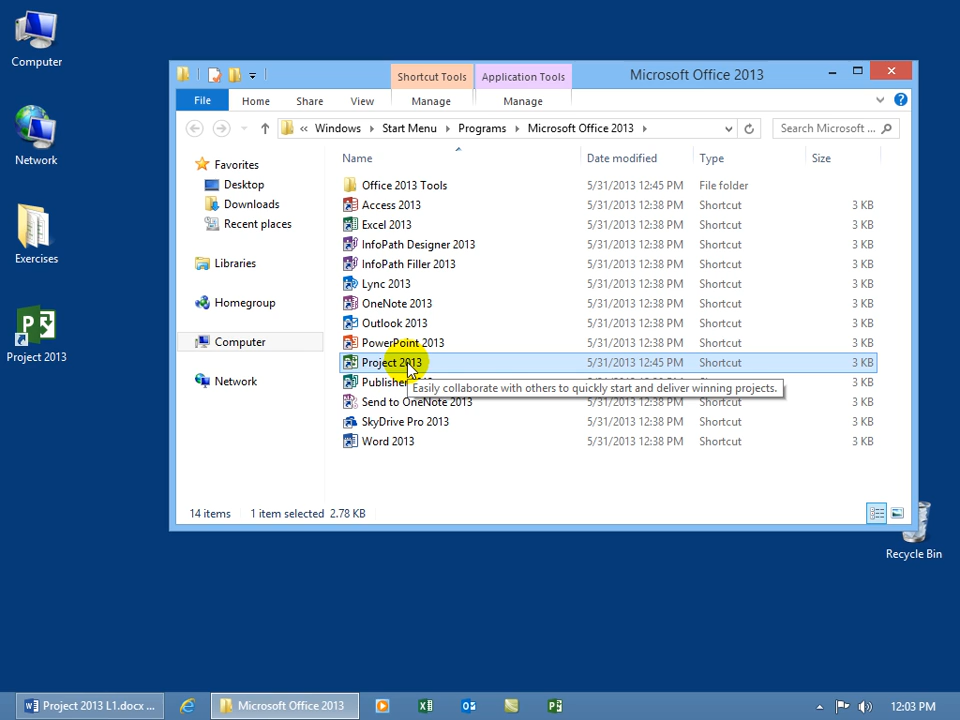 Computer
Network
Exercises
Project 2013
Recycle Bin
Shortcut Tools
Application Tools
Microsoft Office 2013
File
Home
Share
View
Manage
Manage
« Windows Start Menu Programs Microsoft Office 2013
Search Microsoft ...
Favorites
Desktop
Downloads
Recent places
Libraries
Homegroup
Computer
Network
Name Date modified Type Size
Office 2013 Tools 5/31/2013 12:45 PM File folder
Access 2013 5/31/2013 12:38 PM Shortcut 3 KB
Excel 2013 5/31/2013 12:38 PM Shortcut 3 KB
InfoPath Designer 2013 5/31/2013 12:38 PM Shortcut 3 KB
InfoPath Filler 2013 5/31/2013 12:38 PM Shortcut 3 KB
Lync 2013 5/31/2013 12:38 PM Shortcut 3 KB
OneNote 2013 5/31/2013 12:38 PM Shortcut 3 KB
Outlook 2013 5/31/2013 12:38 PM Shortcut 3 KB
PowerPoint 2013 5/31/2013 12:38 PM Shortcut 3 KB
Project 2013 5/31/2013 12:45 PM Shortcut 3 KB
Publisher 5/31/2013 12:38 PM Shortcut 3 KB
Easily collaborate with others to quickly start and deliver winning projects.
Send to OneNote 2013 5/31/2013 12:38 PM Shortcut 3 KB
SkyDrive Pro 2013 5/31/2013 12:38 PM Shortcut 3 KB
Word 2013 5/31/2013 12:38 PM Shortcut 3 KB
14 items 1 item selected 2.78 KB
Project 2013 L1.docx ...
Microsoft Office 2013
12:03 PM